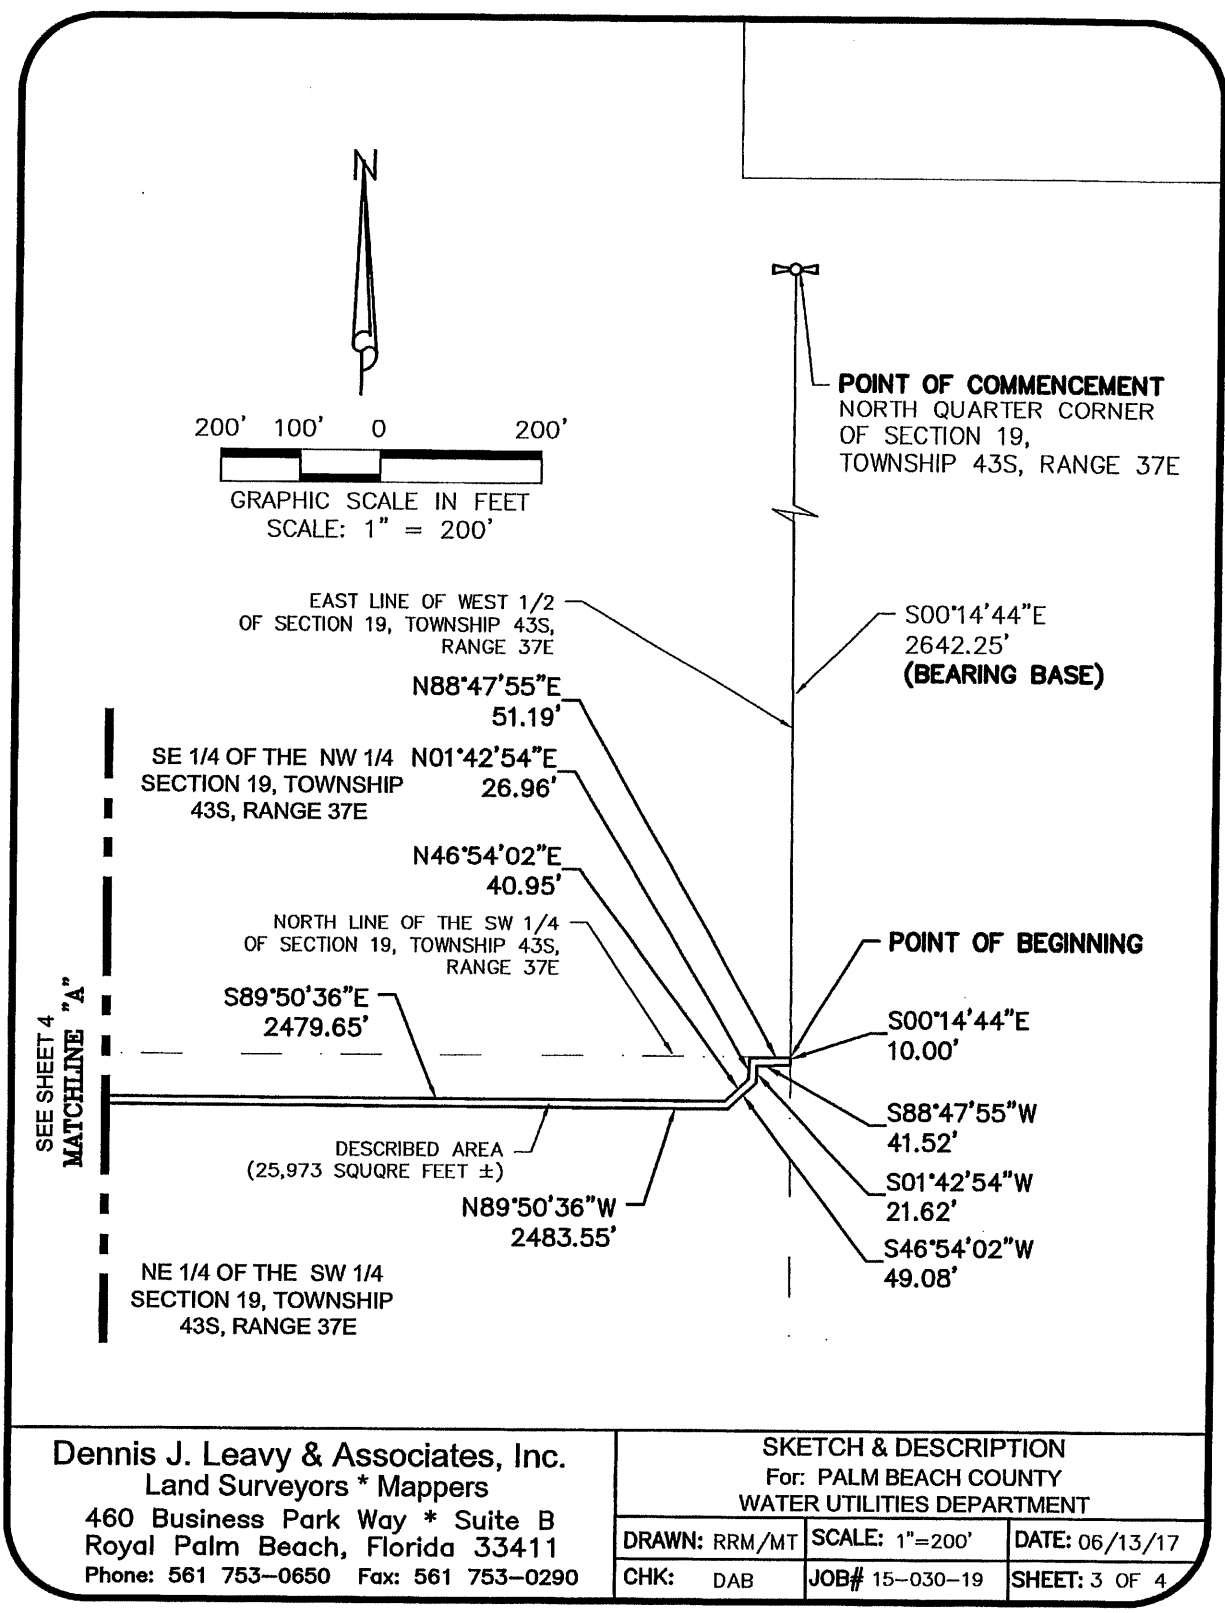 N
POINT OF COMMENCEMENT
NORTH QUARTER CORNER
OF SECTION 19,
TOWNSHIP 43S, RANGE 37E
200' 100' 0 200'
GRAPHIC SCALE IN FEET
SCALE: 1" = 200'
EAST LINE OF WEST 1/2
OF SECTION 19, TOWNSHIP 43S,
RANGE 37E
S00°14'44"E
2642.25'
(BEARING BASE)
N88°47'55"E
51.19'
SE 1/4 OF THE NW 1/4
SECTION 19, TOWNSHIP
43S, RANGE 37E
N01°42'54"E
26.96'
N46°54'02"E
40.95'
NORTH LINE OF THE SW 1/4
OF SECTION 19, TOWNSHIP 43S,
RANGE 37E
POINT OF BEGINNING
S89°50'36"E
2479.65'
S00°14'44"E
10.00'
SEE SHEET 4
MATCHLINE "A"
S88°47'55"W
41.52'
DESCRIBED AREA
(25,973 SQUQRE FEET ±)
S01°42'54"W
21.62'
N89°50'36"W
2483.55'
S46°54'02"W
49.08'
NE 1/4 OF THE SW 1/4
SECTION 19, TOWNSHIP
43S, RANGE 37E
Dennis J. Leavy & Associates, Inc.
Land Surveyors * Mappers
460 Business Park Way * Suite B
Royal Palm Beach, Florida 33411
Phone: 561 753-0650 Fax: 561 753-0290
SKETCH & DESCRIPTION
For: PALM BEACH COUNTY
WATER UTILITIES DEPARTMENT
DRAWN: RRM/MT SCALE: 1"=200' DATE: 06/13/17
CHK: DAB JOB# 15-030-19 SHEET: 3 OF 4